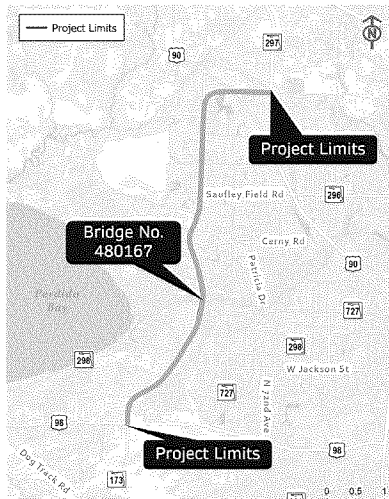 Project Limits
N
90
297
Project Limits
Saufley Field Rd
296
Bridge No.
480167
Cerny Rd
Patricia Dr
90
Perdido
Bay
727
298
298
W Jackson St
727
N 72nd Ave
98
Project Limits
98
Dog Track Rd
173
0 0.5 1